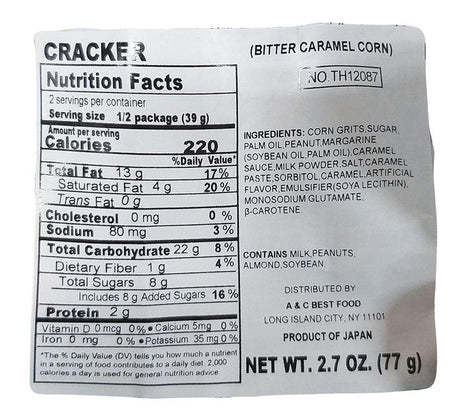 CRACKER
(BITTER CARAMEL CORN)
Nutrition Facts
NO.TH12087
2 servings per container
Serving size 1/2 package (39 g)
Amount per serving
Calories 220
%Daily Value*
Total Fat 13 g 17%
Saturated Fat 4 g 20%
Trans Fat 0 g
Cholesterol 0 mg 0 %
Sodium 80 mg 3 %
Total Carbohydrate 22 g 8 %
Dietary Fiber 1 g 4 %
Total Sugars 8 g
Includes 8 g Added Sugars 16 %
Protein 2 g
Vitamin D 0 mcg 0% • Calcium 5mg 0 %
Iron 0 mg 0% • Potassium 35 mg 0 %
*The % Daily Value (DV) tells you how much a nutrient
in a serving of food contributes to a daily diet. 2,000
calories a day is used for general nutrition advice
INGREDIENTS: CORN GRITS,SUGAR,
PALM OIL,PEANUT,MARGARINE
(SOYBEAN OIL,PALM OIL),CARAMEL
SAUCE,MILK POWDER,SALT,CARAMEL
PASTE,SORBITOL,CARAMEL,ARTIFICIAL
FLAVOR,EMULSIFIER(SOYA LECITHIN),
MONOSODIUM GLUTAMATE,
β-CAROTENE.
CONTAINS MILK,PEANUTS,
ALMOND,SOYBEAN.
DISTRIBUTED BY
A & C BEST FOOD
LONG ISLAND CITY, NY 11101
PRODUCT OF JAPAN
NET WT. 2.7 OZ. (77 g)